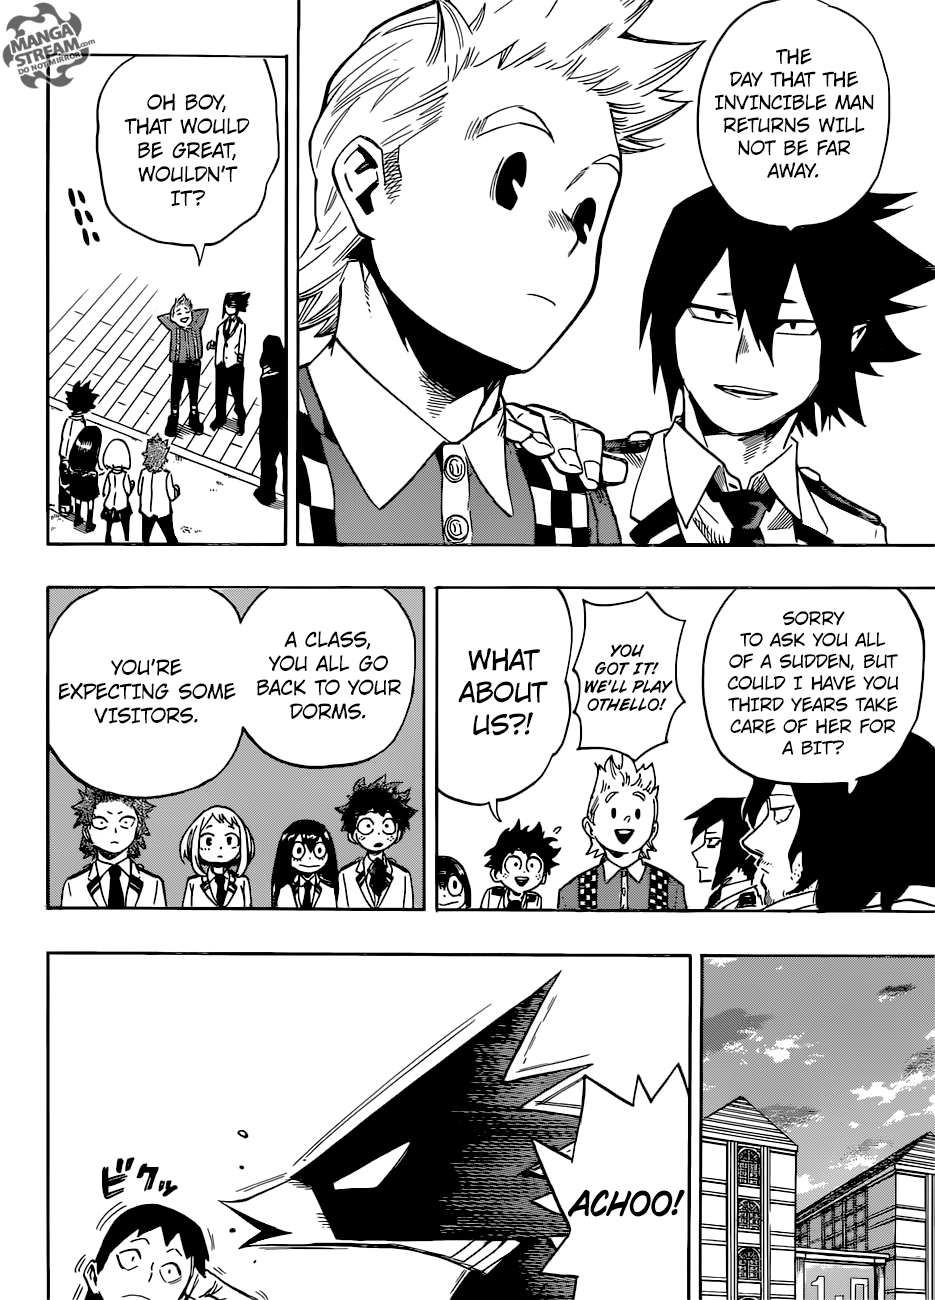 THE
DAY THAT THE
INVINCIBLE MAN
RETURNS WILL
NOT BE FAR
AWAY.
OH BOY,
THAT WOULD
BE GREAT,
WOULDN'T
IT?
MANGA
STREAM.com
DO NOT MIRROR
SORRY
TO ASK YOU ALL
OF A SUDDEN, BUT
COULD I HAVE YOU
THIRD YEARS TAKE
CARE OF HER FOR
A BIT?
YOU
GOT IT!
WE'LL PLAY
OTHELLO!
WHAT
ABOUT
US?!
A CLASS,
YOU ALL GO
BACK TO YOUR
DORMS.
YOU'RE
EXPECTING SOME
VISITORS.
1-A
ACHOO!
ビクッ